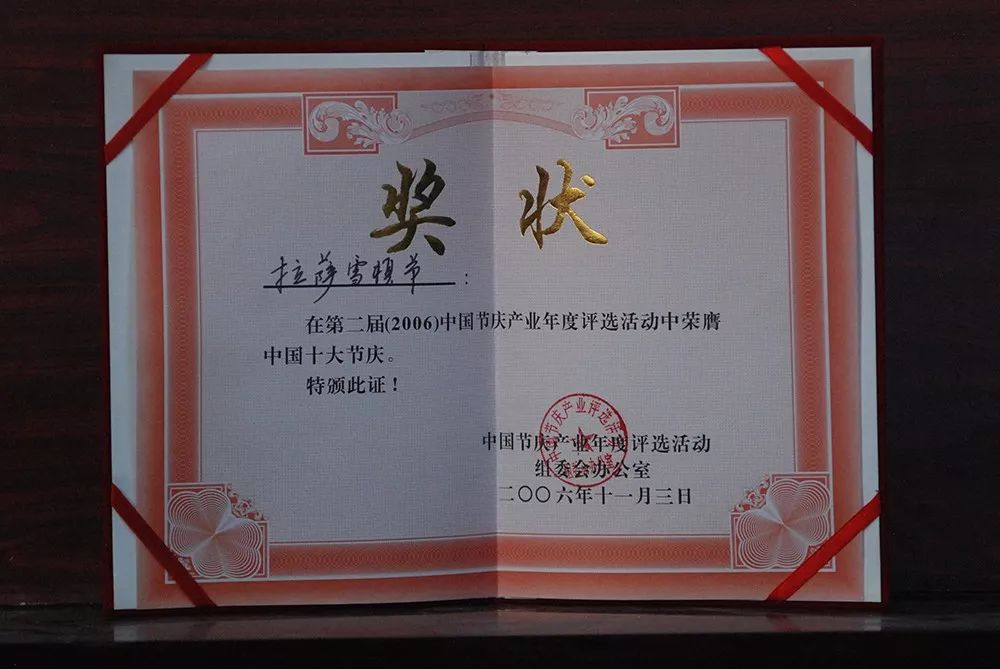 奖状
拉萨雪顿节：
在第二届(2006)中国节庆产业年度评选活动中荣膺
中国十大节庆。
特颁此证！
中国节庆产业年度评选活动
组委会办公室
二〇〇六年十一月三日